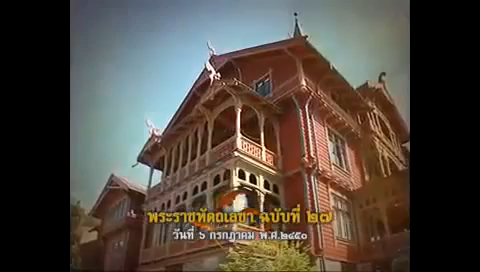 พระราชหัตถเลขา ฉบับที่ ๒๗
วันที่ ๖ กรกฎาคม พ.ศ.๒๔๕๐